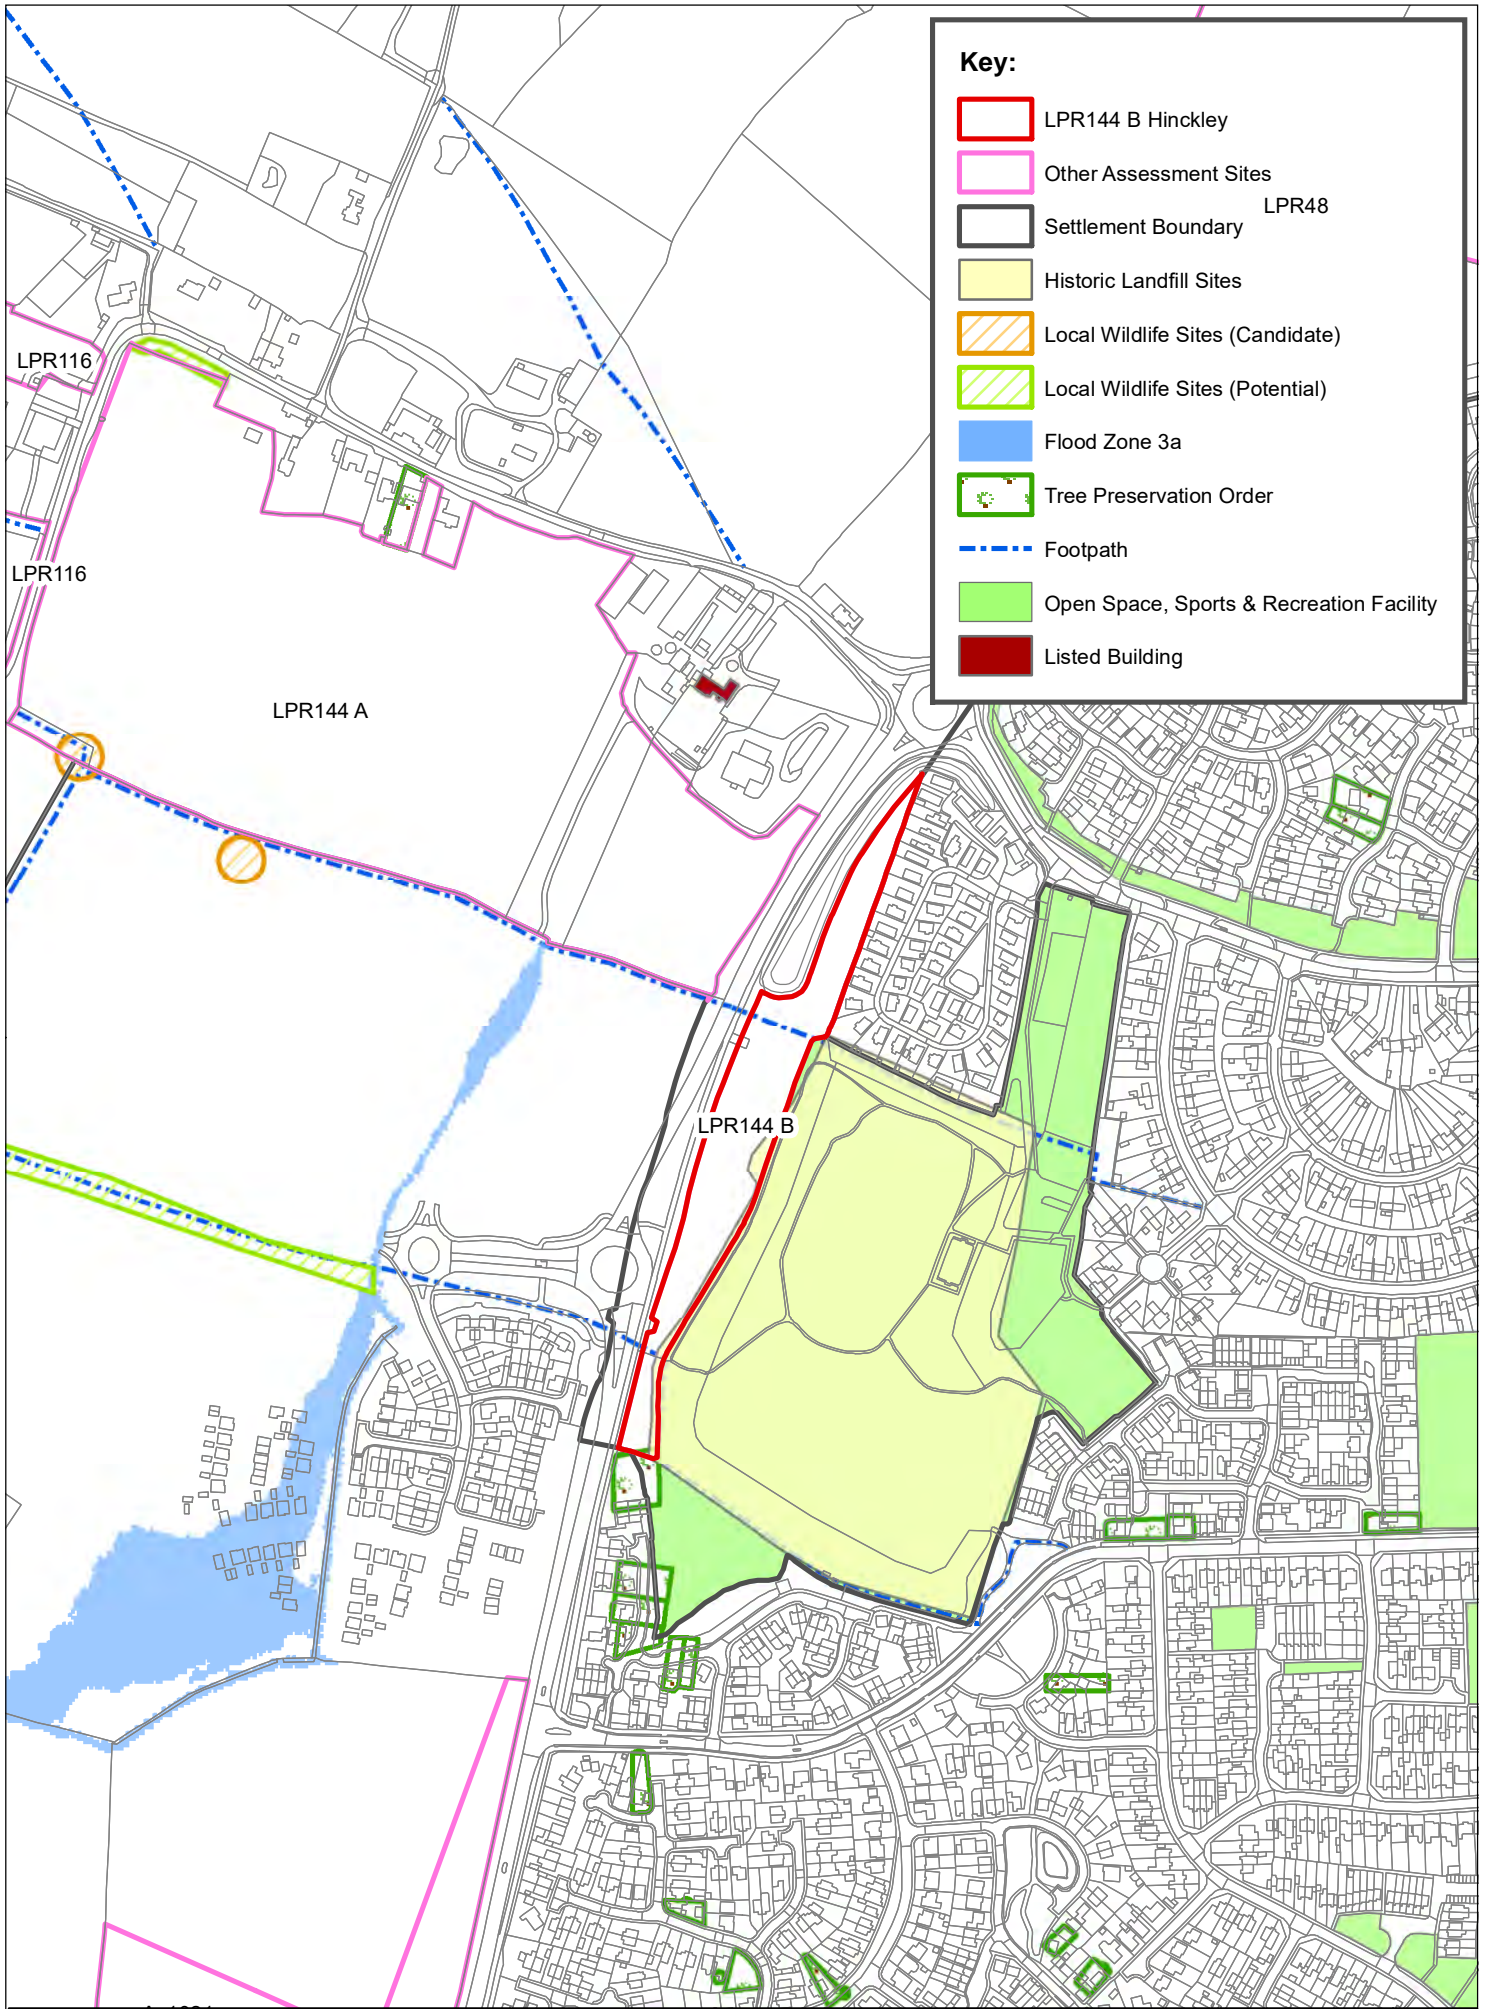 Key:
LPR144 B Hinckley
Other Assessment Sites
LPR48
Settlement Boundary
Historic Landfill Sites
Local Wildlife Sites (Candidate)
Local Wildlife Sites (Potential)
Flood Zone 3a
Tree Preservation Order
Footpath
Open Space, Sports & Recreation Facility
Listed Building
LPR116
LPR116
LPR144 A
LPR144 B